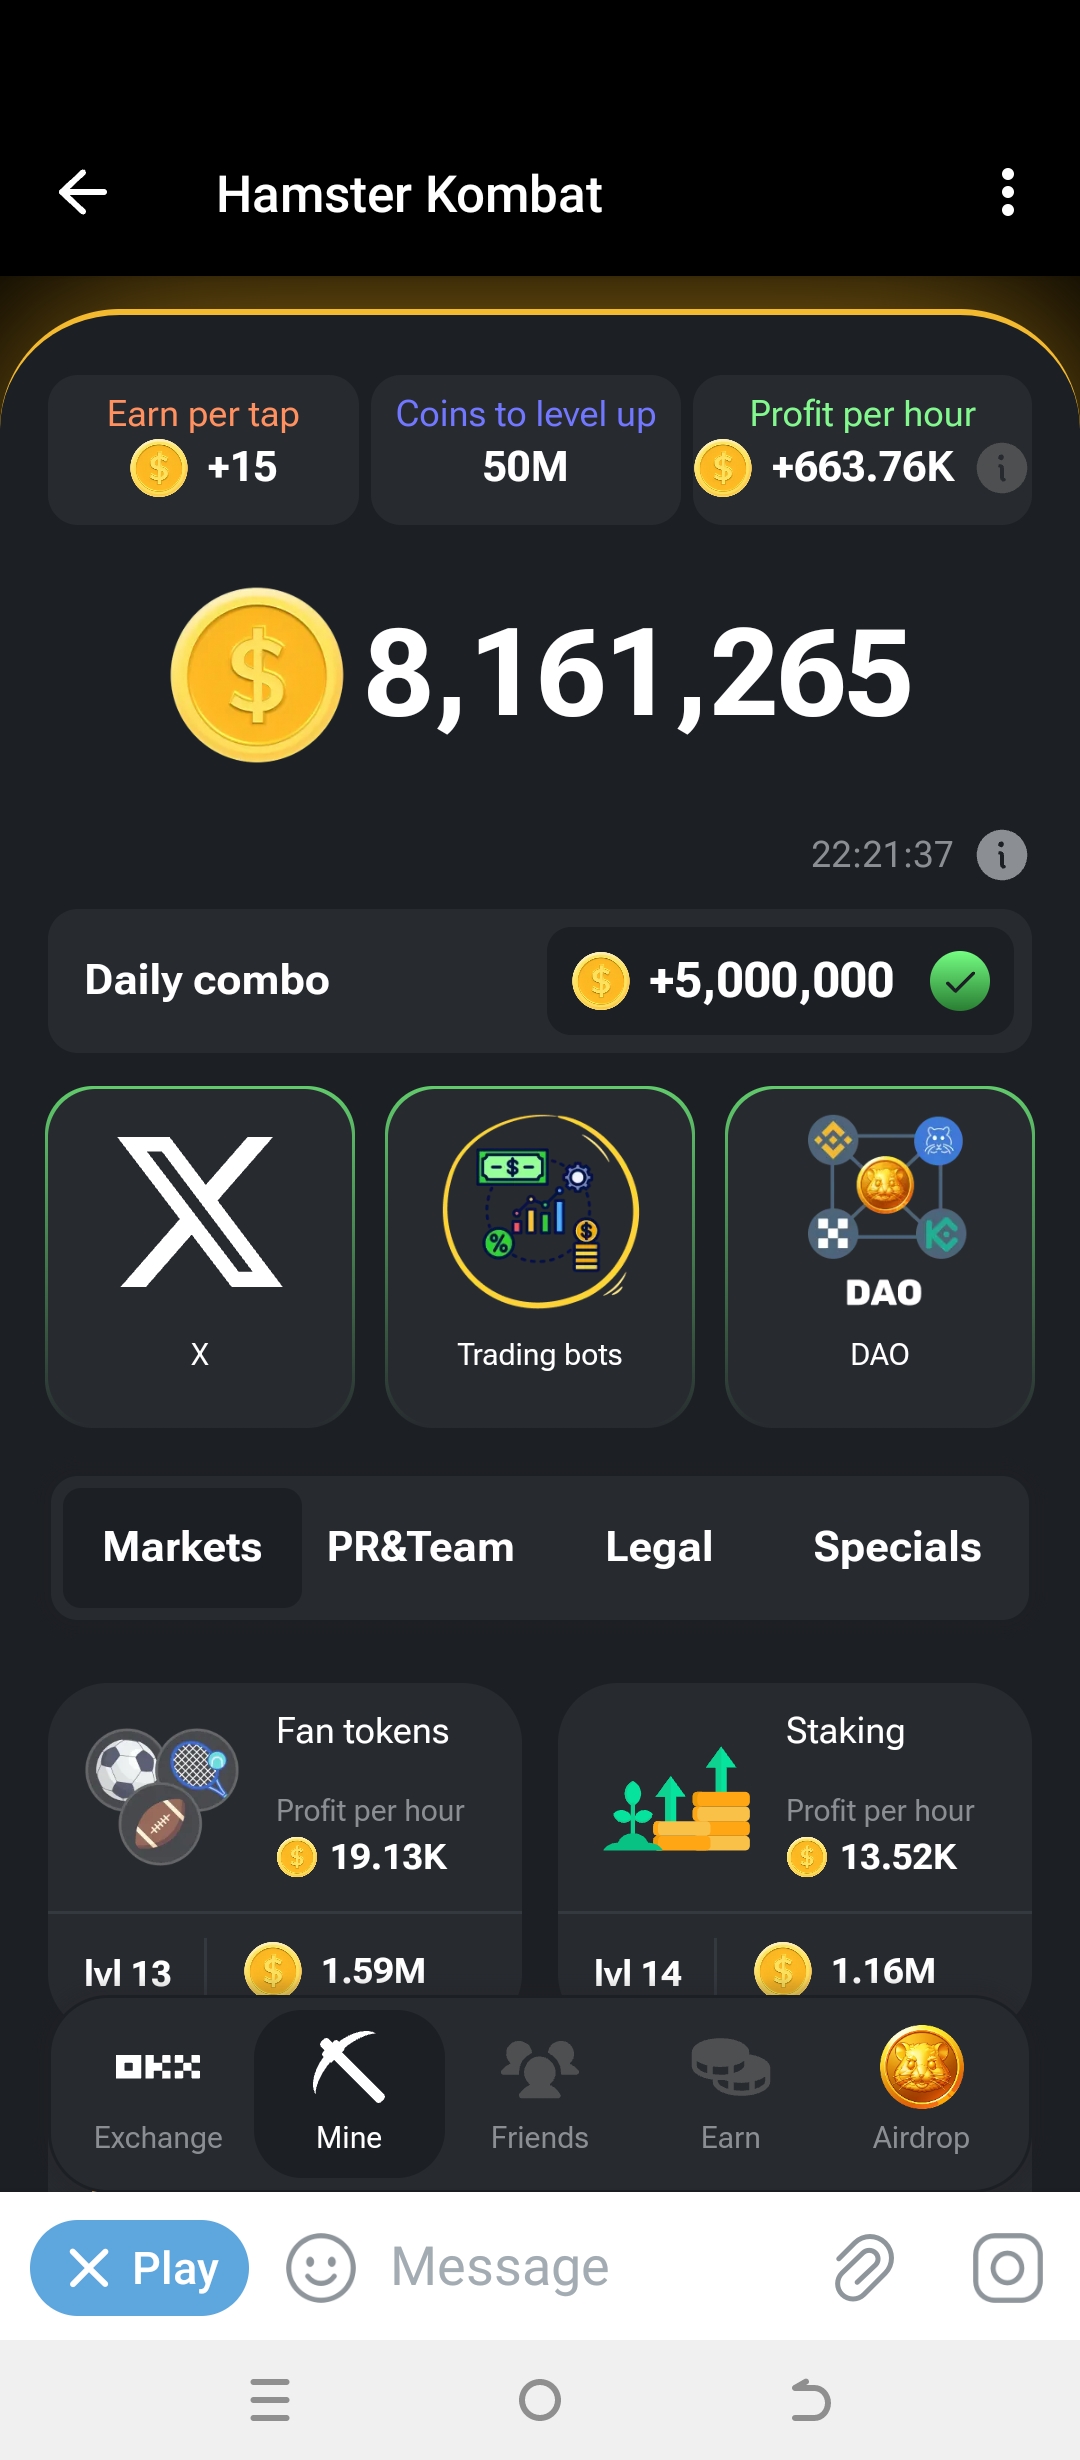 Hamster Kombat
Earn per tap
+15
Coins to level up
50M
Profit per hour
+663.76K
8,161,265
22:21:37
Daily combo
+5,000,000
X
Trading bots
DAO
DAO
Markets
PR&Team
Legal
Specials
Fan tokens
Profit per hour
19.13K
lvl 13
1.59M
Staking
Profit per hour
13.52K
lvl 14
1.16M
Exchange
Mine
Friends
Earn
Airdrop
Play
Message